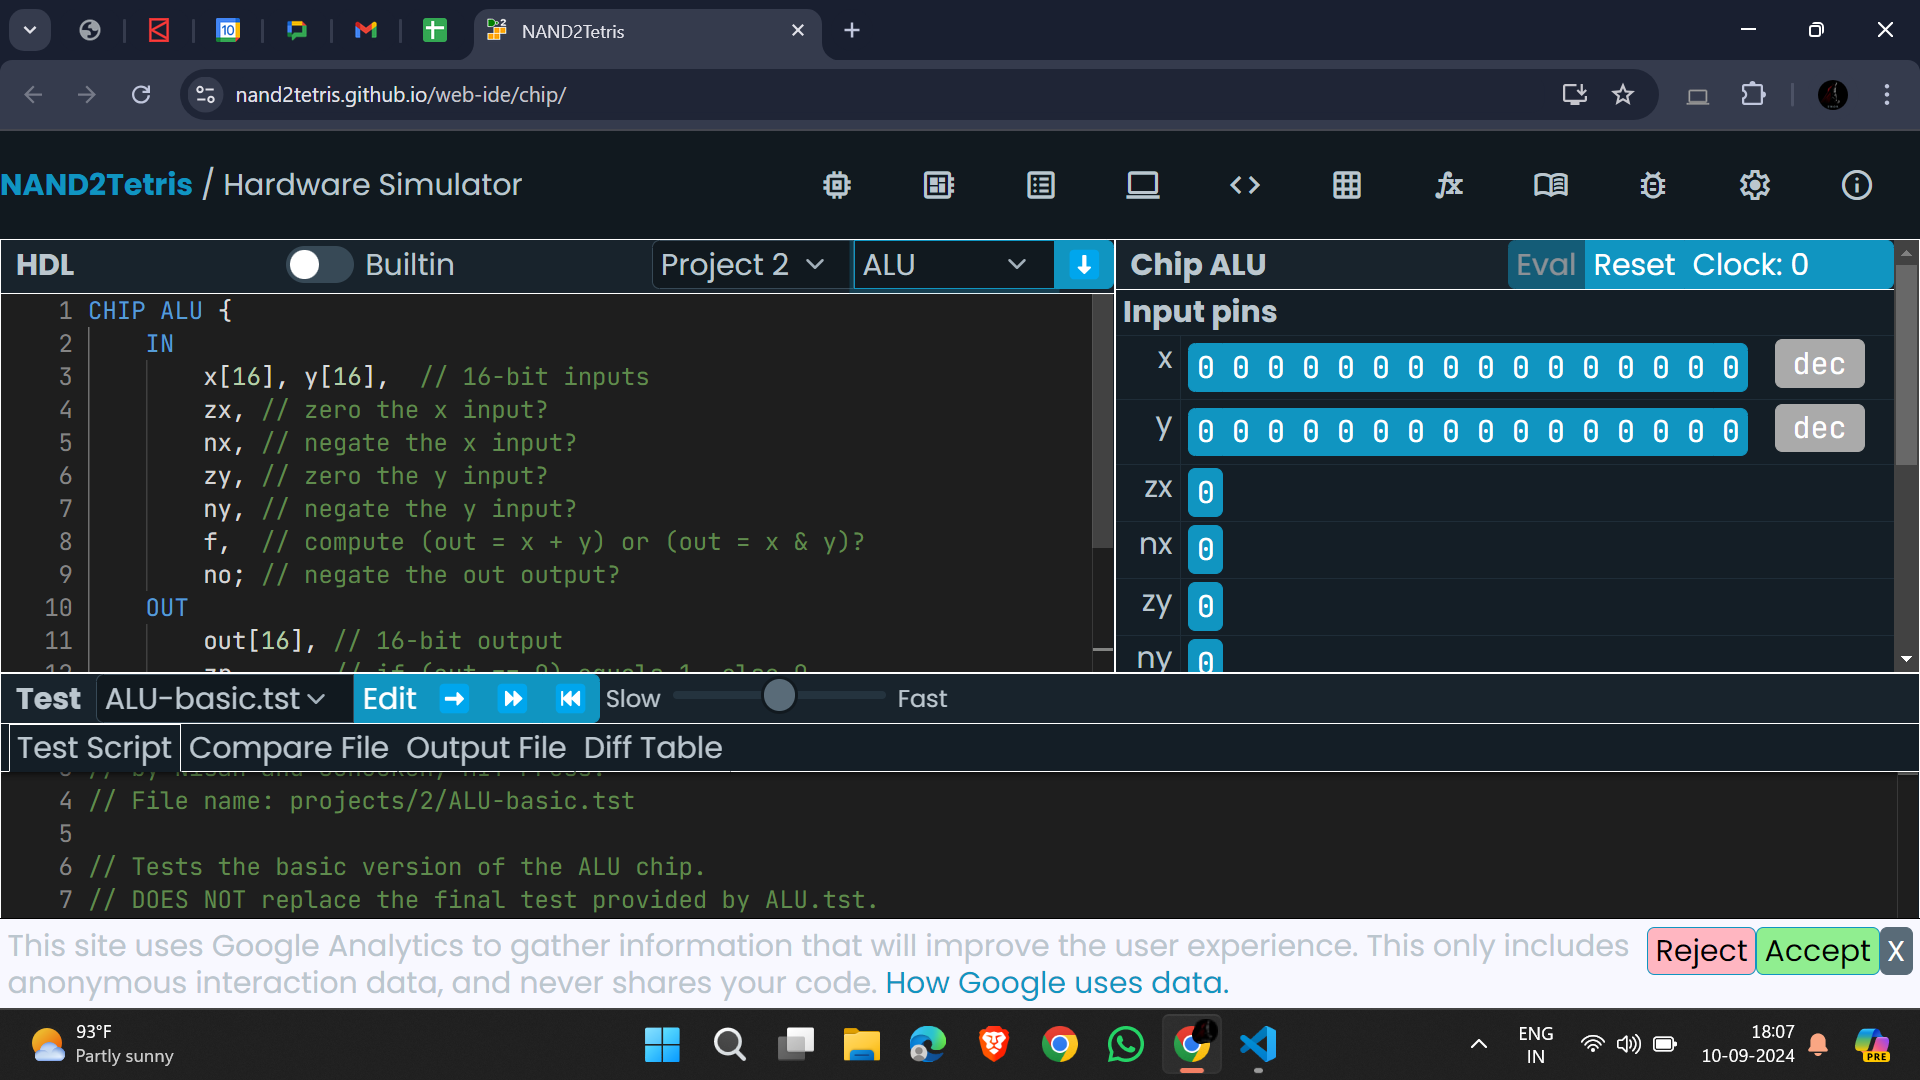 NAND2Tetris
nand2tetris.github.io/web-ide/chip/
NAND2Tetris / Hardware Simulator
HDL
Builtin
Project 2
ALU
1 CHIP ALU {
2 IN
3 x[16], y[16],  // 16-bit inputs
4 zx, // zero the x input?
5 nx, // negate the x input?
6 zy, // zero the y input?
7 ny, // negate the y input?
8 f,  // compute (out = x + y) or (out = x & y)?
9 no; // negate the out output?
10 OUT
11 out[16], // 16-bit output
Chip ALU
Eval
Reset
Clock: 0
Input pins
x 0 0 0 0 0 0 0 0 0 0 0 0 0 0 0 0 dec
y 0 0 0 0 0 0 0 0 0 0 0 0 0 0 0 0 dec
zx 0
nx 0
zy 0
ny 0
Test
ALU-basic.tst
Edit
Slow
Fast
Test Script
Compare File
Output File
Diff Table
4 // File name: projects/2/ALU-basic.tst
5
6 // Tests the basic version of the ALU chip.
7 // DOES NOT replace the final test provided by ALU.tst.
This site uses Google Analytics to gather information that will improve the user experience. This only includes
anonymous interaction data, and never shares your code. How Google uses data.
Reject
Accept
X
93°F
Partly sunny
ENG
IN
18:07
10-09-2024
PRE
10